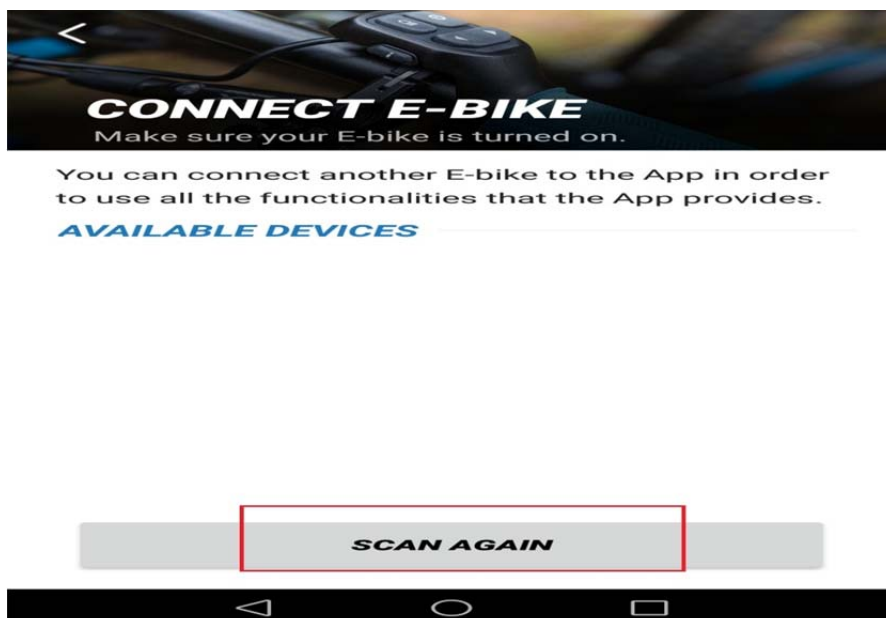 CONNECT E-BIKE
Make sure your E-bike is turned on.
You can connect another E-bike to the App in order
to use all the functionalities that the App provides.
AVAILABLE DEVICES
SCAN AGAIN